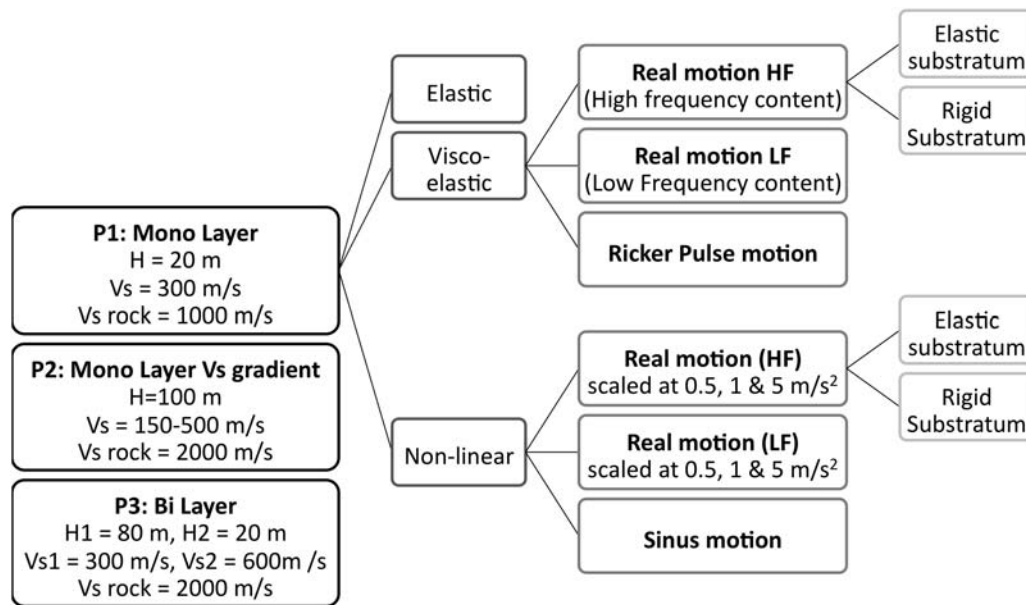 P1: Mono Layer
H = 20 m
Vs = 300 m/s
Vs rock = 1000 m/s
P2: Mono Layer Vs gradient
H=100 m
Vs = 150-500 m/s
Vs rock = 2000 m/s
P3: Bi Layer
H1 = 80 m, H2 = 20 m
Vs1 = 300 m/s, Vs2 = 600m /s
Vs rock = 2000 m/s
Elastic
Visco-
elastic
Non-linear
Real motion HF
(High frequency content)
Real motion LF
(Low Frequency content)
Ricker Pulse motion
Real motion (HF)
scaled at 0.5, 1 & 5 m/s²
Real motion (LF)
scaled at 0.5, 1 & 5 m/s²
Sinus motion
Elastic
substratum
Rigid
Substratum
Elastic
substratum
Rigid
Substratum